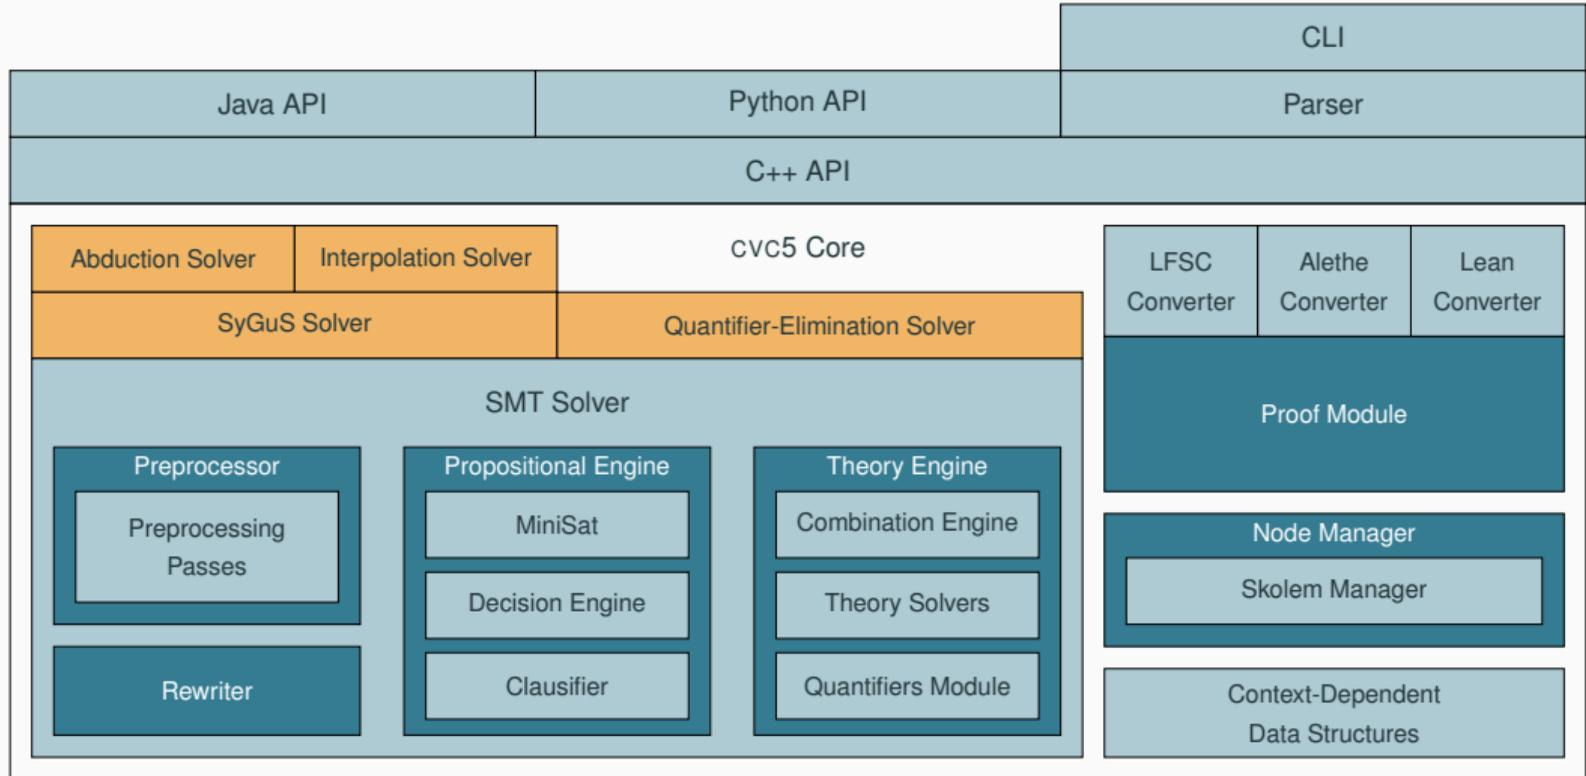 CLI
Java API
Python API
Parser
C++ API
Abduction Solver
Interpolation Solver
CVC5 Core
SyGuS Solver
Quantifier-Elimination Solver
SMT Solver
Preprocessor
Preprocessing
Passes
Rewriter
Propositional Engine
MiniSat
Decision Engine
Clausifier
Theory Engine
Combination Engine
Theory Solvers
Quantifiers Module
LFSC
Converter
Alethe
Converter
Lean
Converter
Proof Module
Node Manager
Skolem Manager
Context-Dependent
Data Structures